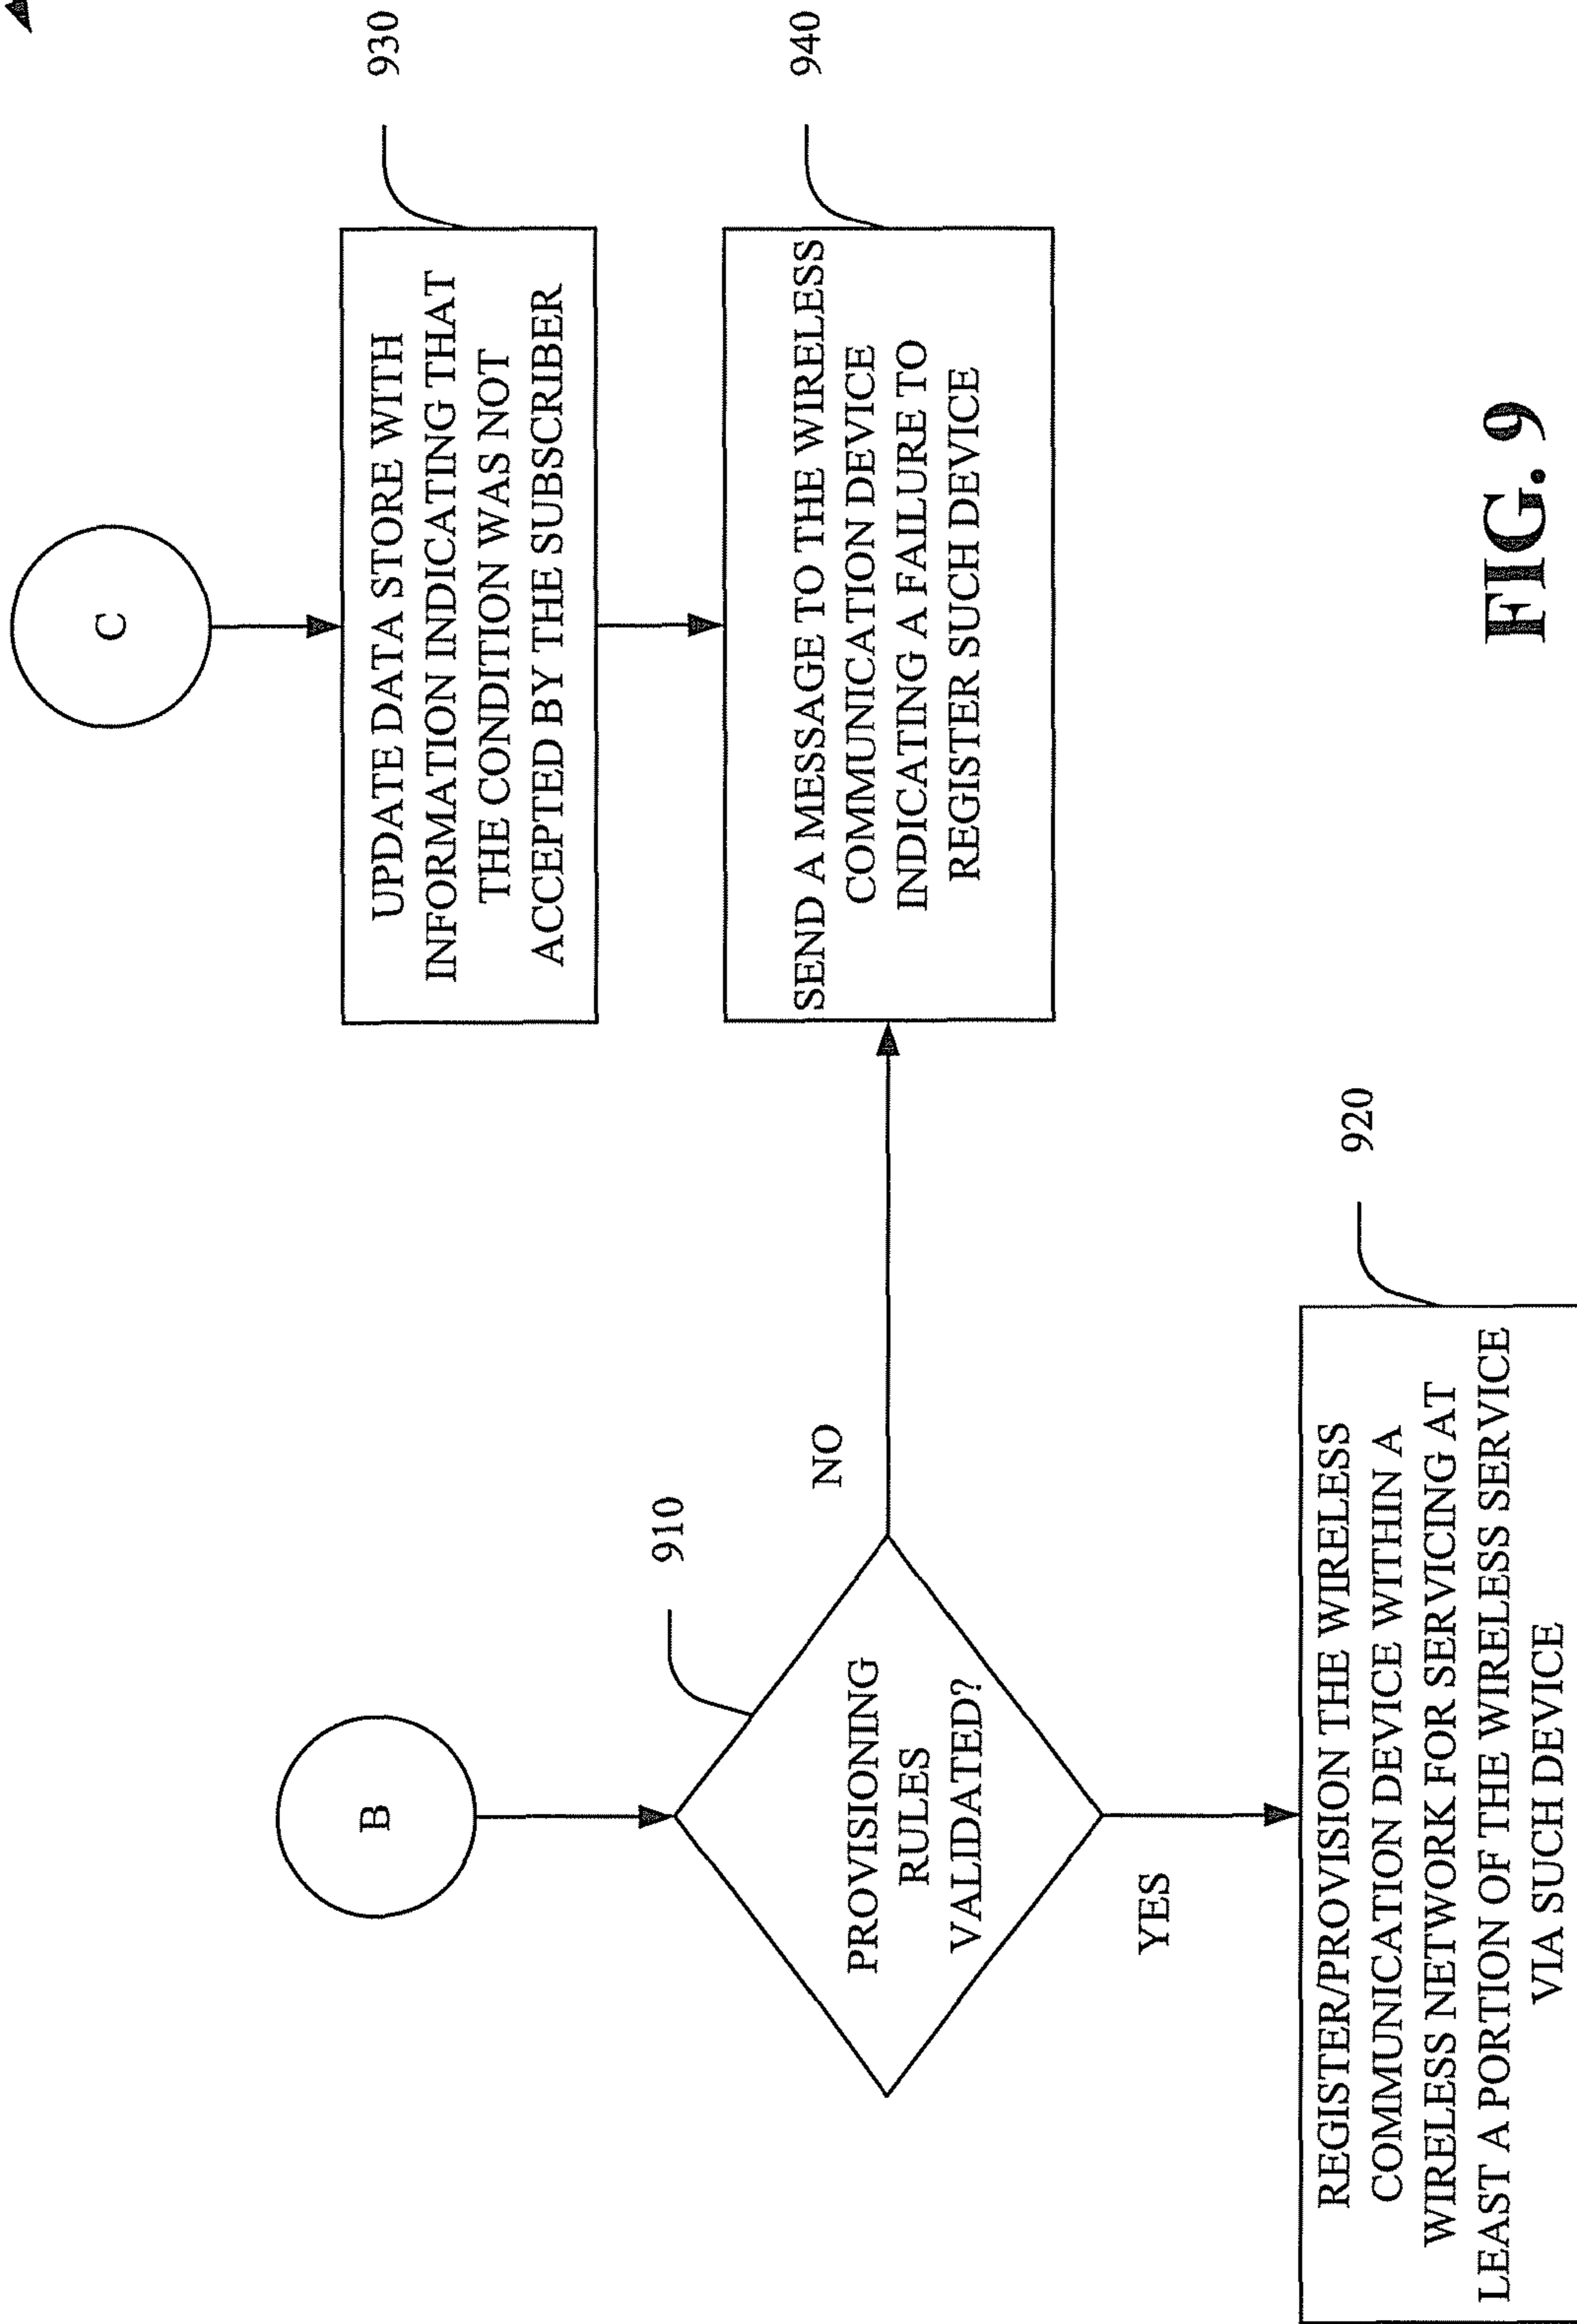 C
930
UPDATE DATA STORE WITH
INFORMATION INDICATING THAT
THE CONDITION WAS NOT
ACCEPTED BY THE SUBSCRIBER
940
SEND A MESSAGE TO THE WIRELESS
COMMUNICATION DEVICE
INDICATING A FAILURE TO
REGISTER SUCH DEVICE
B
910
PROVISIONING
RULES
VALIDATED?
NO
YES
920
REGISTER/PROVISION THE WIRELESS
COMMUNICATION DEVICE WITHIN A
WIRELESS NETWORK FOR SERVICING AT
LEAST A PORTION OF THE WIRELESS SERVICE
VIA SUCH DEVICE
FIG. 9